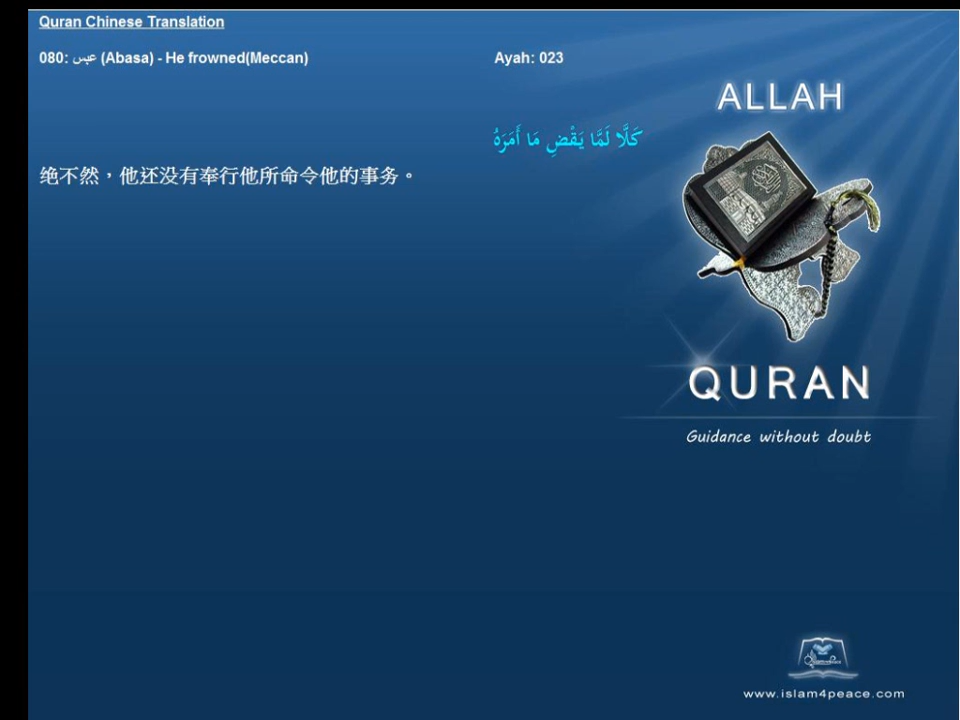 Quran Chinese Translation
080: عبس (Abasa) - He frowned(Meccan)
Ayah: 023
ALLAH
كَلَّا لَمَّا يَقْضِ مَا أَمَرَهُ
绝不然，他还没有奉行他所命令他的事务。
QURAN
Guidance without doubt
www.islam4peace.com